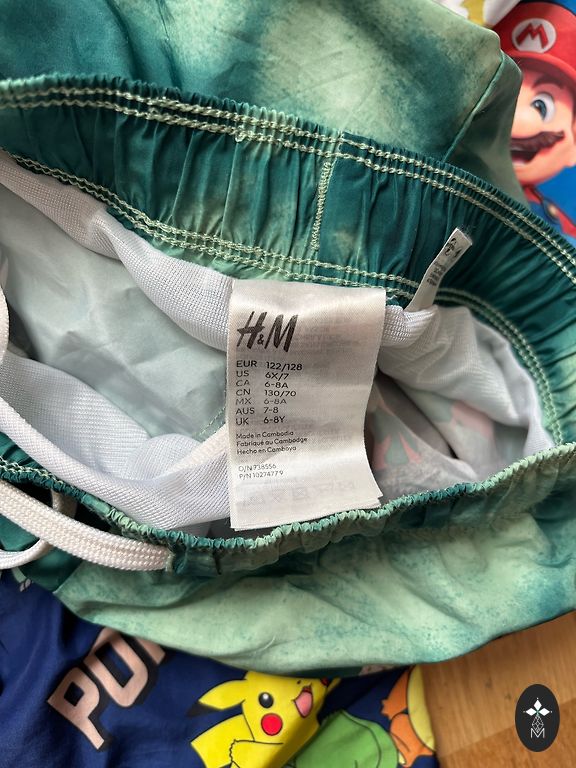 M
H&M
EUR 122/128
US 6X/7
CA 6-8A
CN 130/70
MX 6-8A
AUS 7-8
UK 6-8Y
Made in Cambodia
Fabriqué au Cambodge
Hecho en Camboya
O/N 738556
P/N 10274779
PO
M